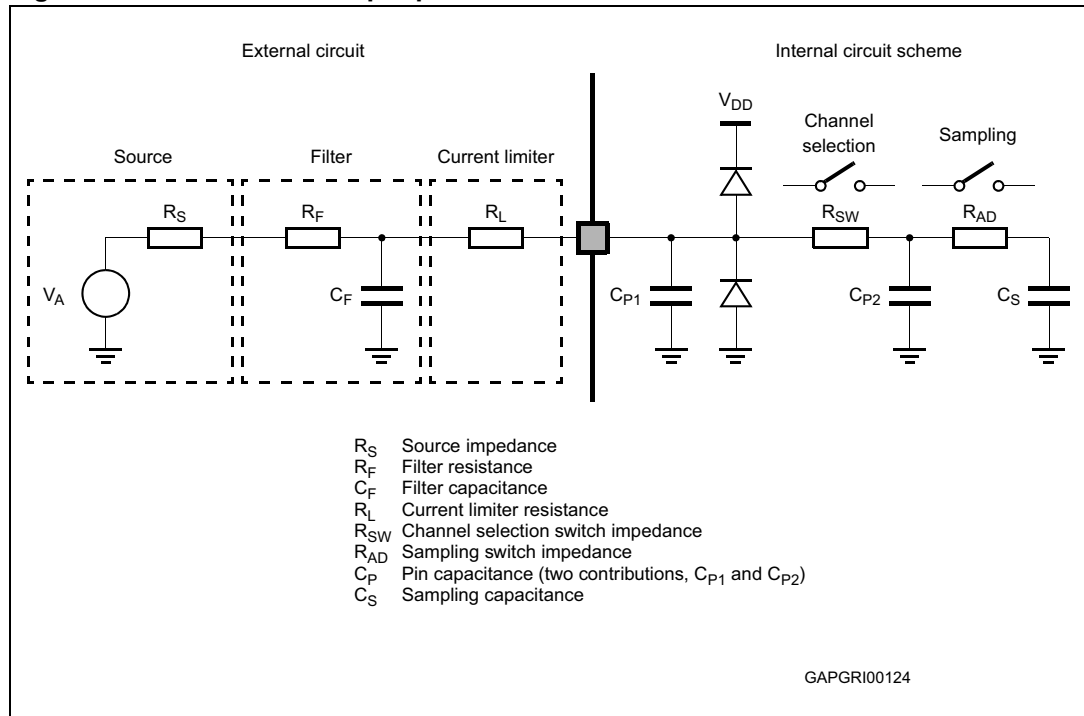 External circuit
Internal circuit scheme
VDD
Channel
selection
Sampling
Source
Filter
Current limiter
RS
RF
RL
RSW
RAD
VA
CF
CP1
CP2
CS
RS Source impedance
RF Filter resistance
CF Filter capacitance
RL Current limiter resistance
RSW Channel selection switch impedance
RAD Sampling switch impedance
CP Pin capacitance (two contributions, CP1 and CP2)
CS Sampling capacitance
GAPGRI00124